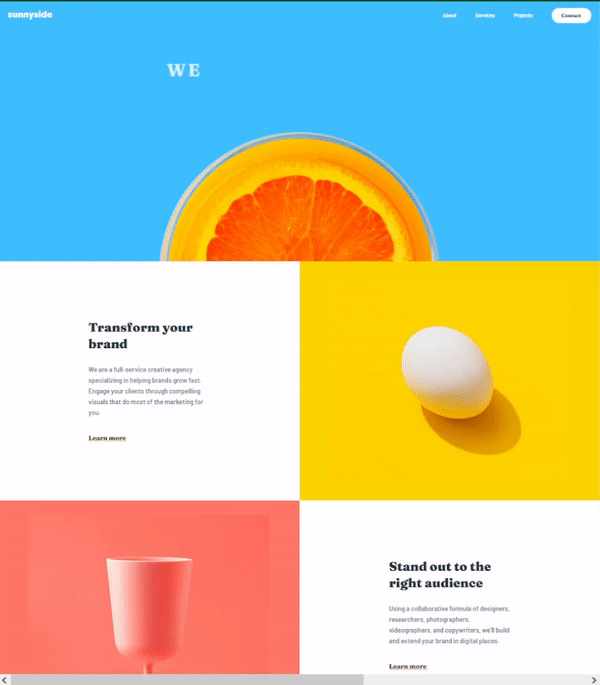 sunnyside
About Services Projects Contact
WE
Transform your
brand
We are a full-service creative agency
specializing in helping brands grow fast.
Engage your clients through compelling
visuals that do most of the marketing for
you.
Learn more
Stand out to the
right audience
Using a collaborative formula of designers,
researchers, photographers,
videographers, and copywriters, we'll build
and extend your brand in digital places.
Learn more